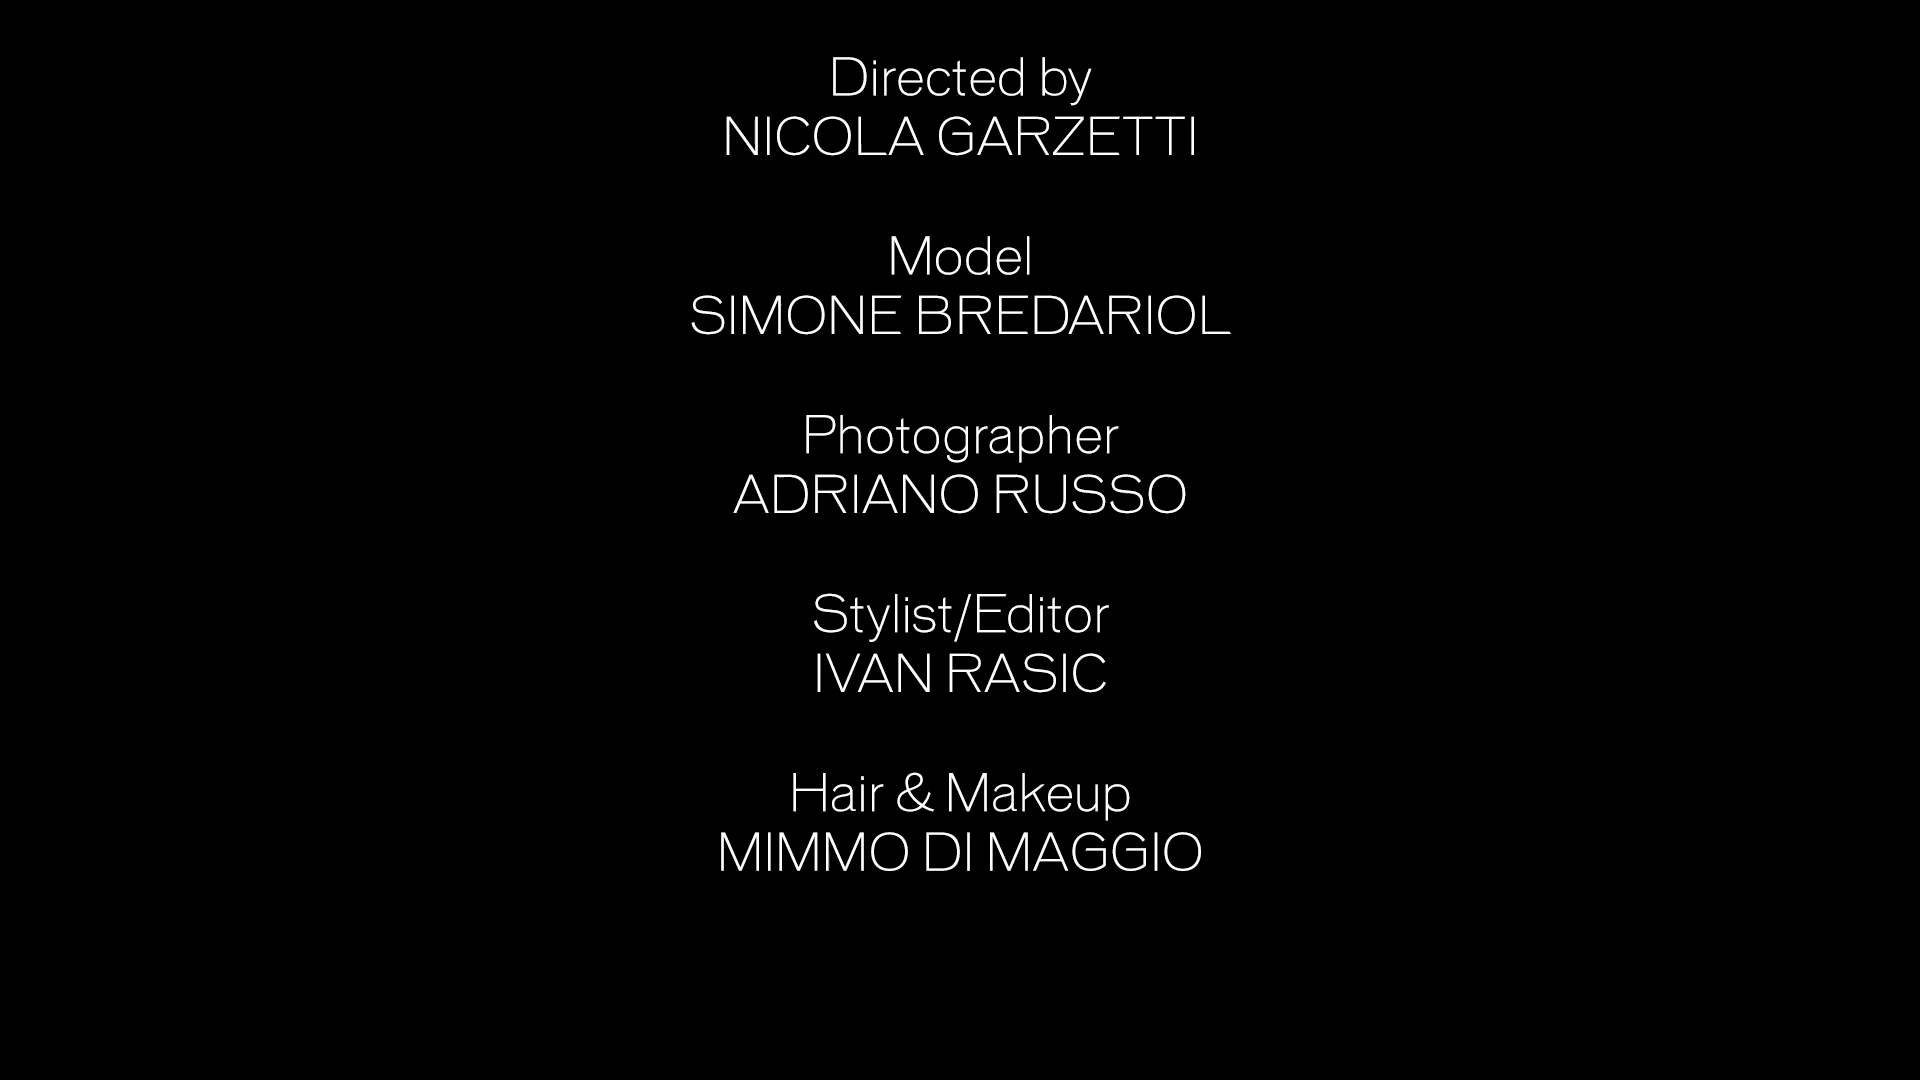 Directed by
NICOLA GARZETTI
Model
SIMONE BREDARIOL
Photographer
ADRIANO RUSSO
Stylist/Editor
IVAN RASIC
Hair & Makeup
MIMMO DI MAGGIO